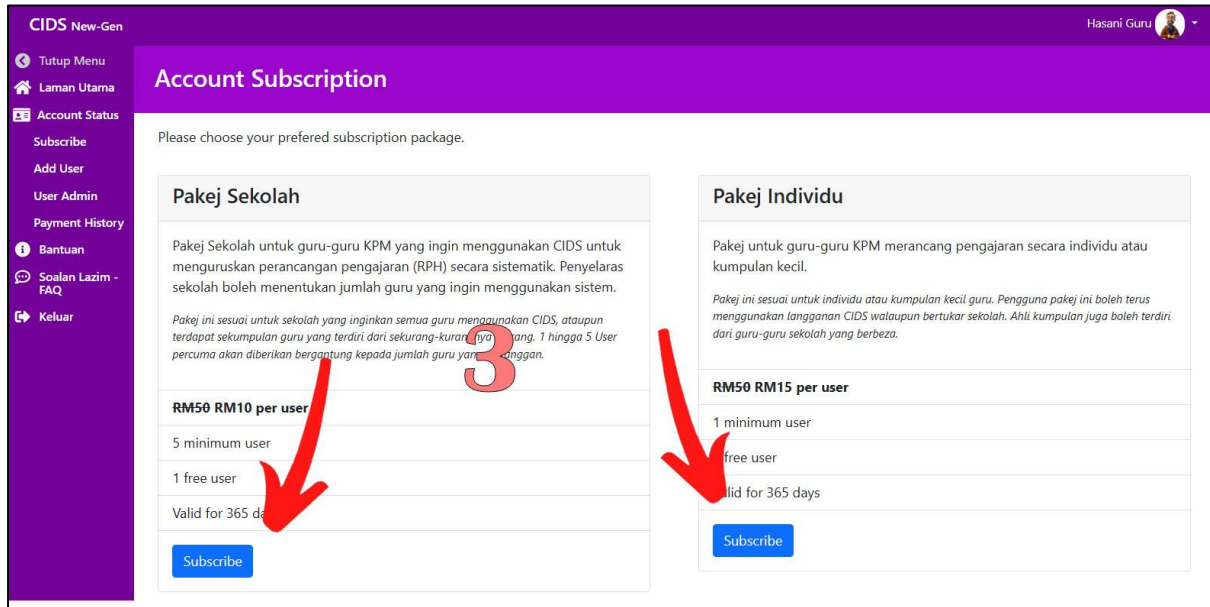 CIDS New-Gen
Hasani Guru
Tutup Menu
Laman Utama
Account Status
Subscribe
Add User
User Admin
Payment History
Bantuan
Soalan Lazim -
FAQ
Keluar
Account Subscription
Please choose your prefered subscription package.
Pakej Sekolah
Pakej Sekolah untuk guru-guru KPM yang ingin menggunakan CIDS untuk
menguruskan perancangan pengajaran (RPH) secara sistematik. Penyelaras
sekolah boleh menentukan jumlah guru yang ingin menggunakan sistem.
Pakej ini sesuai untuk sekolah yang inginkan semua guru menggunakan CIDS, ataupun
terdapat sekumpulan guru yang terdiri dari 1 hingga 5 User
percuma akan diberikan bergantung kepada jumlah guru
3
RM50 RM10 per user
5 minimum user
1 free user
Valid for 365
Subscribe
Pakej Individu
Pakej untuk guru-guru KPM merancang pengajaran secara individu atau
kumpulan kecil.
Pakej ini sesuai untuk individu atau kumpulan kecil guru. Pengguna pakej ini boleh terus
menggunakan langganan CIDS walaupun bertukar sekolah. Ahli kumpulan juga boleh terdiri
dari guru-guru sekolah yang berbeza.
RM50 RM15 per user
1 minimum user
free user
for 365 days
Subscribe